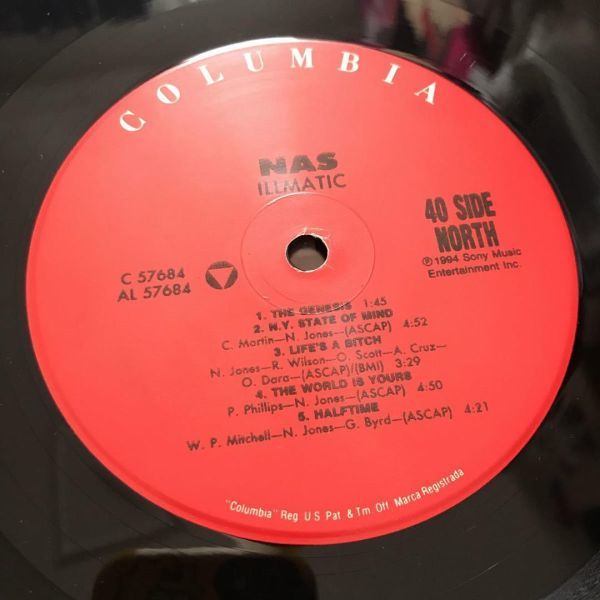 COLUMBIA
NAS
ILLMATIC
40 SIDE
NORTH
℗ 1994 Sony Music
Entertainment Inc.
C 57684
AL 57684
1. THE GENESIS 1:45
2. N.Y. STATE OF MIND
C. Martin—N. Jones—(ASCAP) 4:52
3. LIFE'S A BITCH
N. Jones—R. Wilson—O. Scott—A. Cruz—
O. Dara—(ASCAP)/(BMI) 3:29
4. THE WORLD IS YOURS
P. Phillips—N. Jones—(ASCAP) 4:50
5. HALFTIME
W. P. Mitchell—N. Jones—G. Byrd—(ASCAP) 4:21
"Columbia" Reg U S Pat & Tm Off Marca Registrada